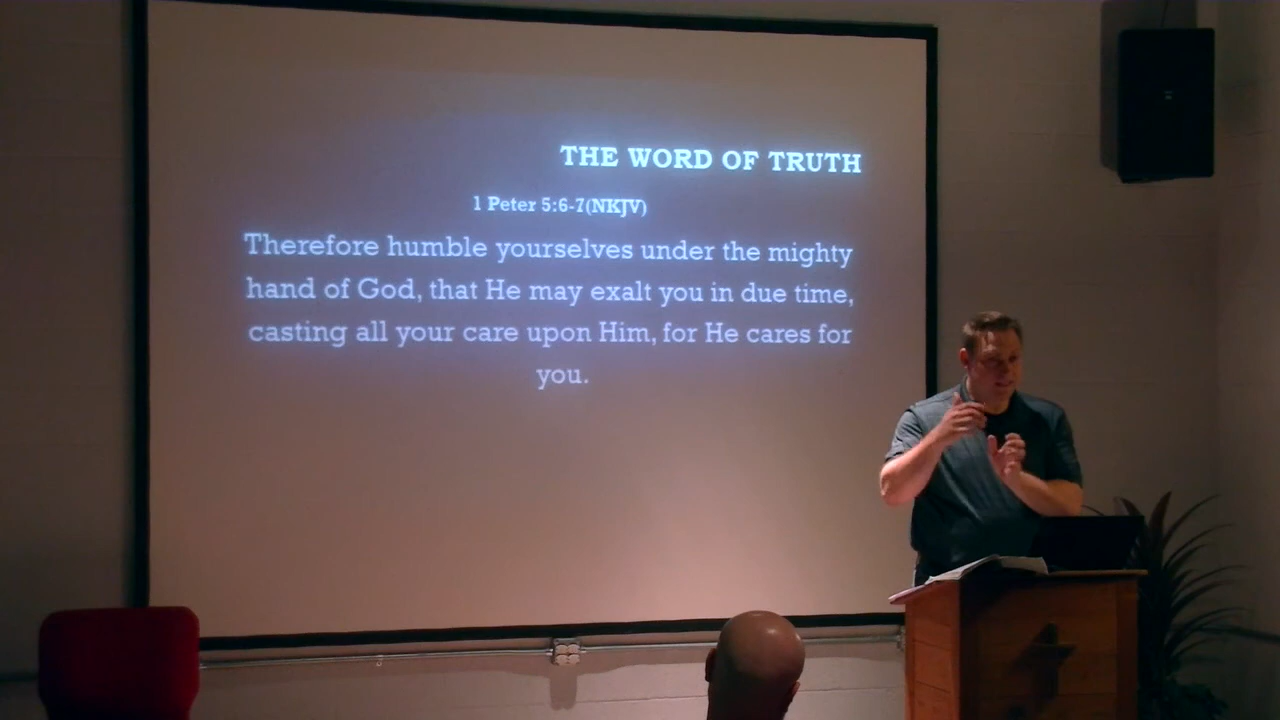 THE WORD OF TRUTH
1 Peter 5:6-7(NKJV)
Therefore humble yourselves under the mighty
hand of God, that He may exalt you in due time,
casting all your care upon Him, for He cares for
you.